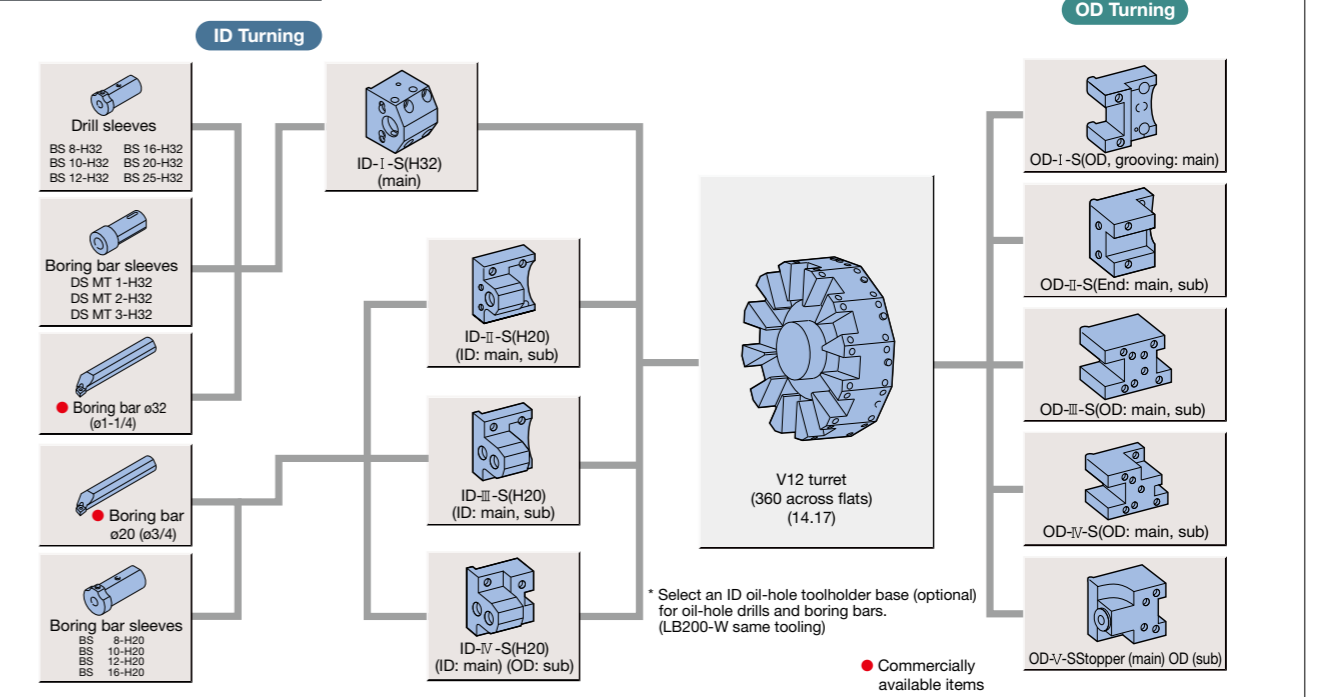 ID Turning
OD Turning
Drill sleeves
BS 8-H32 BS 16-H32
BS 10-H32 BS 20-H32
BS 12-H32 BS 25-H32
Boring bar sleeves
DS MT 1-H32
DS MT 2-H32
DS MT 3-H32
● Boring bar ø32
(ø1-1/4)
● Boring bar
ø20 (ø3/4)
Boring bar sleeves
BS 8-H20
BS 10-H20
BS 12-H20
BS 16-H20
ID-Ⅰ-S(H32)
(main)
ID-Ⅱ-S(H20)
(ID: main, sub)
ID-Ⅲ-S(H20)
(ID: main, sub)
ID-Ⅳ-S(H20)
(ID: main) (OD: sub)
V12 turret
(360 across flats)
(14.17)
* Select an ID oil-hole toolholder base (optional)
for oil-hole drills and boring bars.
(LB200-W same tooling)
OD-Ⅰ-S(OD, grooving: main)
OD-Ⅱ-S(End: main, sub)
OD-Ⅲ-S(OD: main, sub)
OD-Ⅳ-S(OD: main, sub)
OD-Ⅴ-SStopper (main) OD (sub)
● Commercially
available items